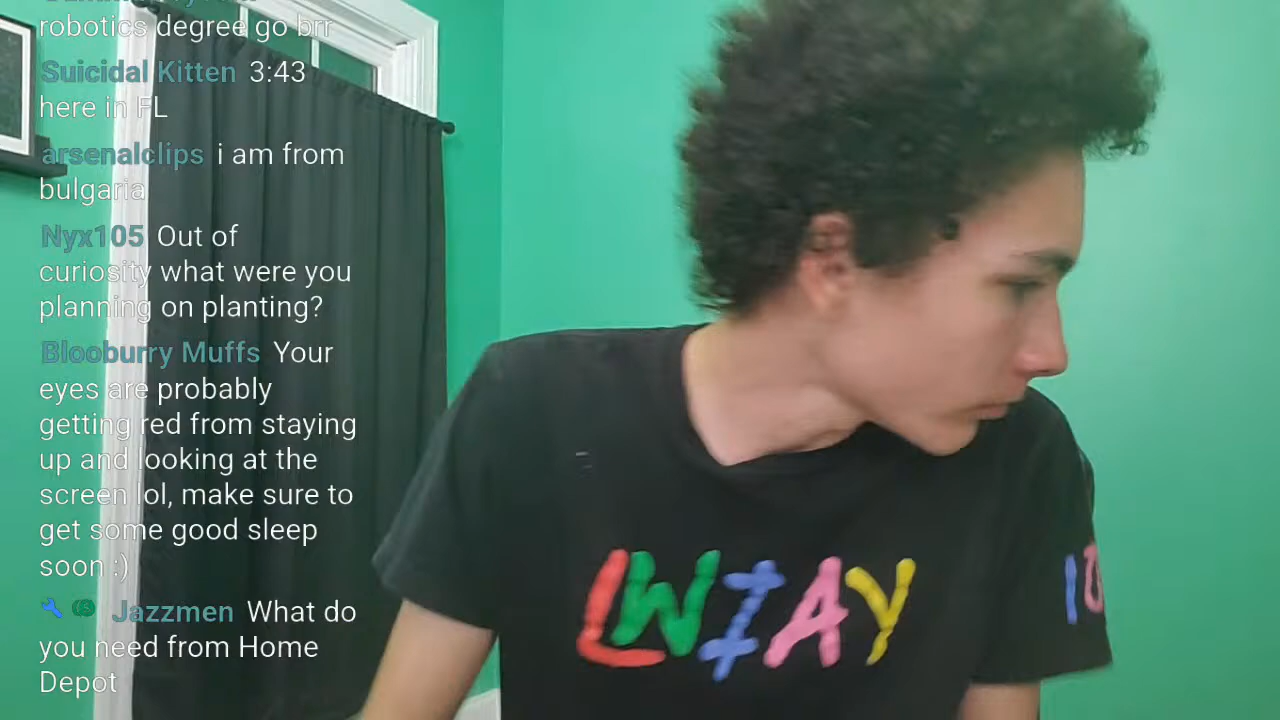 robotics degree go brr
Suicidal Kitten 3:43
here in FL
arsenalclips i am from
bulgaria
Nyx105 Out of
curiosity what were you
planning on planting?
Blooburry Muffs Your
eyes are probably
getting red from staying
up and looking at the
screen lol, make sure to
get some good sleep
soon :)
Jazzmen What do
you need from Home
Depot
LWIAY